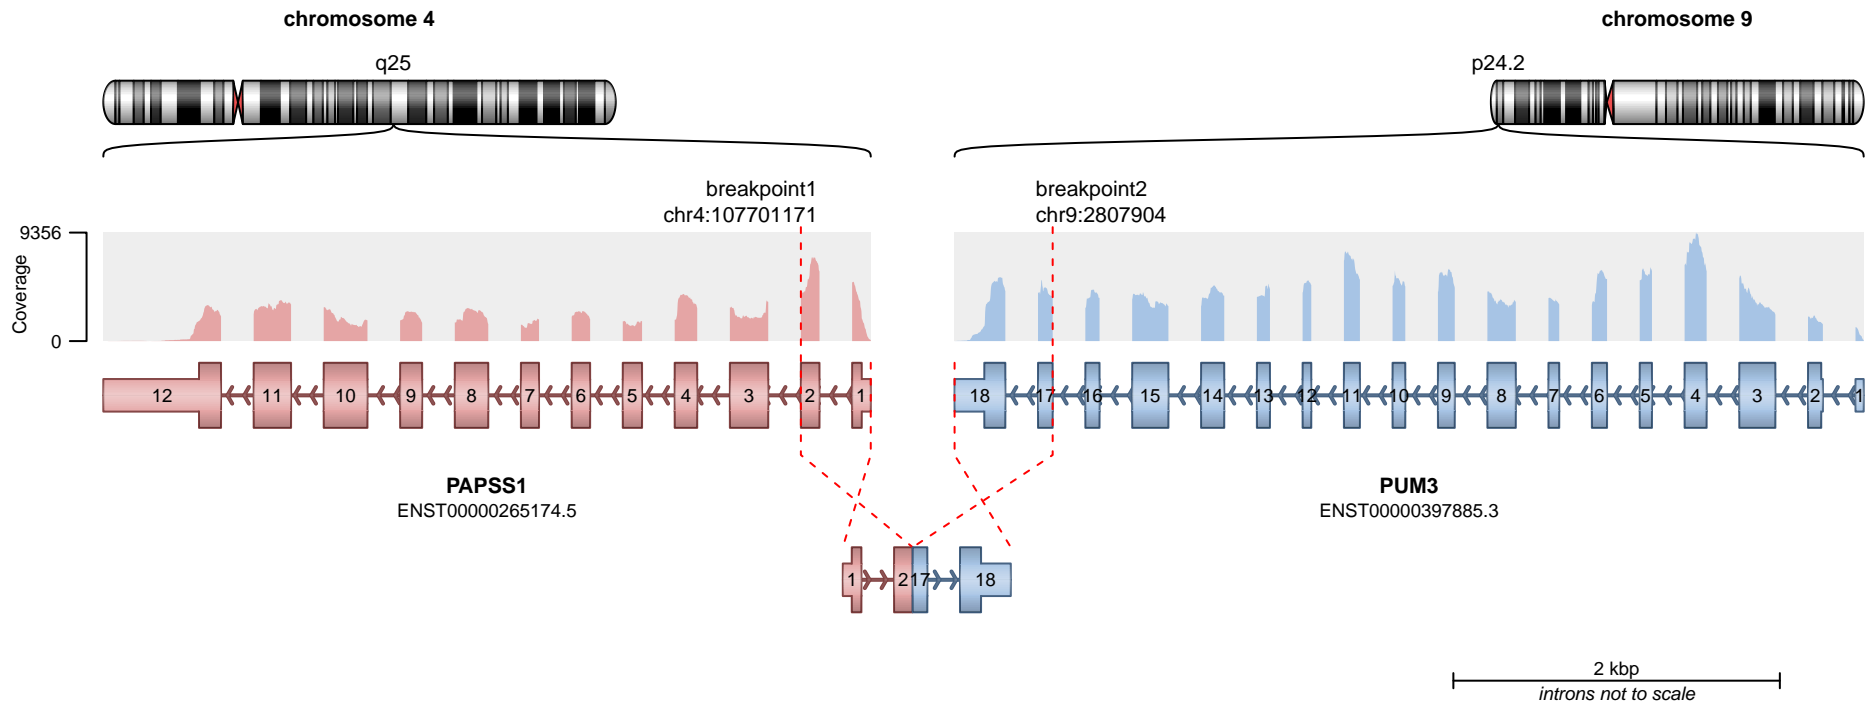 chromosome 4
chromosome 9
q25
p24.2
breakpoint1
chr4:107701171
breakpoint2
chr9:2807904
9356
0
Coverage
12 11 10 9 8 7 6 5 4 3 2 1
18 17 16 15 14 13 12 11 10 9 8 7 6 5 4 3 2 1
PAPSS1
ENST00000265174.5
PUM3
ENST00000397885.3
1 2 17 18
2 kbp
introns not to scale